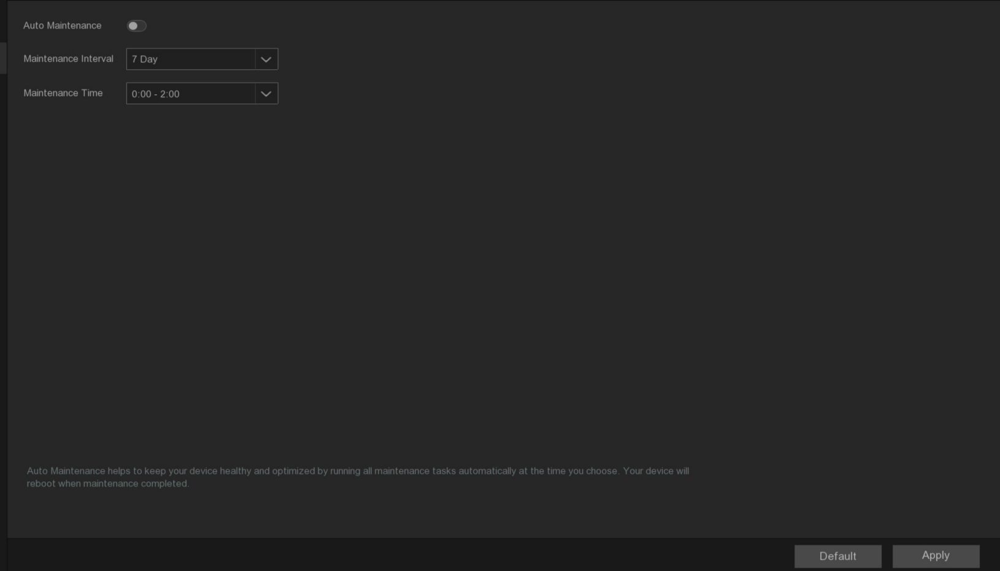 Auto Maintenance
Maintenance Interval 7 Day
Maintenance Time 0:00 - 2:00
Auto Maintenance helps to keep your device healthy and optimized by running all maintenance tasks automatically at the time you choose. Your device will
reboot when maintenance completed.
Default Apply